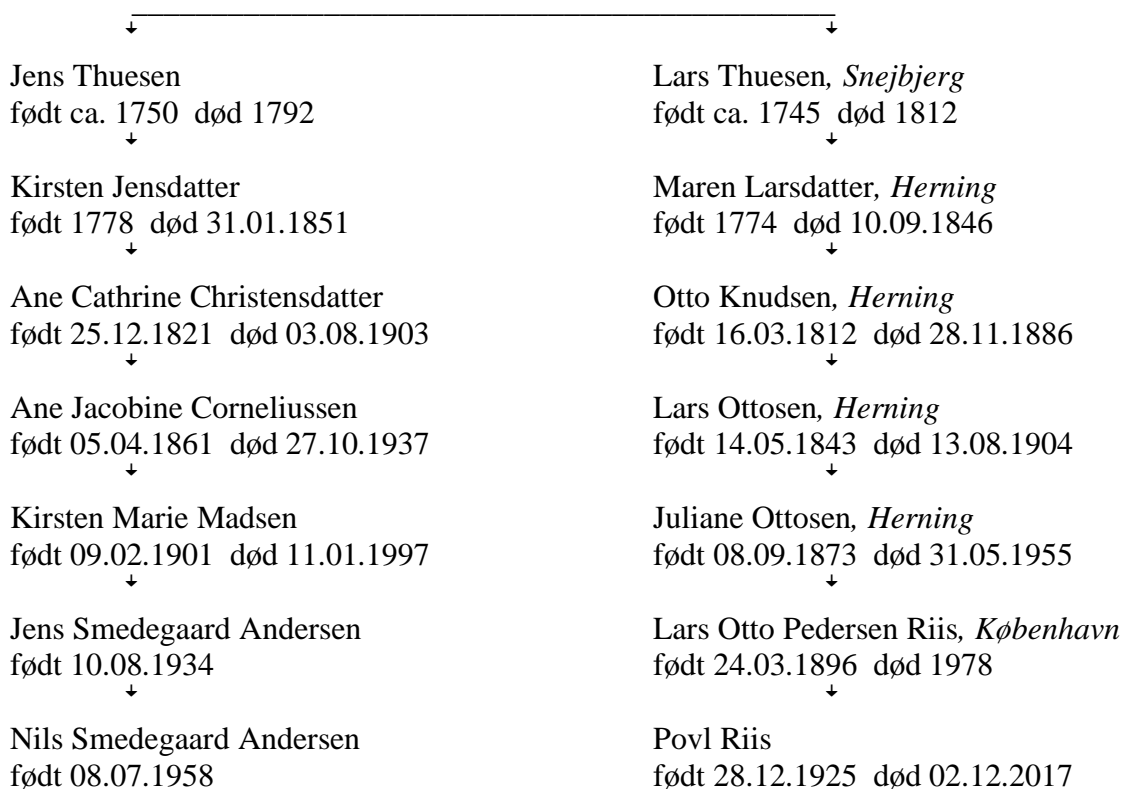 Jens Thuesen
født ca. 1750 død 1792
Kirsten Jensdatter
født 1778 død 31.01.1851
Ane Cathrine Christensdatter
født 25.12.1821 død 03.08.1903
Ane Jacobine Corneliussen
født 05.04.1861 død 27.10.1937
Kirsten Marie Madsen
født 09.02.1901 død 11.01.1997
Jens Smedegaard Andersen
født 10.08.1934
Nils Smedegaard Andersen
født 08.07.1958
Lars Thuesen, Snejbjerg
født ca. 1745 død 1812
Maren Larsdatter, Herning
født 1774 død 10.09.1846
Otto Knudsen, Herning
født 16.03.1812 død 28.11.1886
Lars Ottosen, Herning
født 14.05.1843 død 13.08.1904
Juliane Ottosen, Herning
født 08.09.1873 død 31.05.1955
Lars Otto Pedersen Riis, København
født 24.03.1896 død 1978
Povl Riis
født 28.12.1925 død 02.12.2017